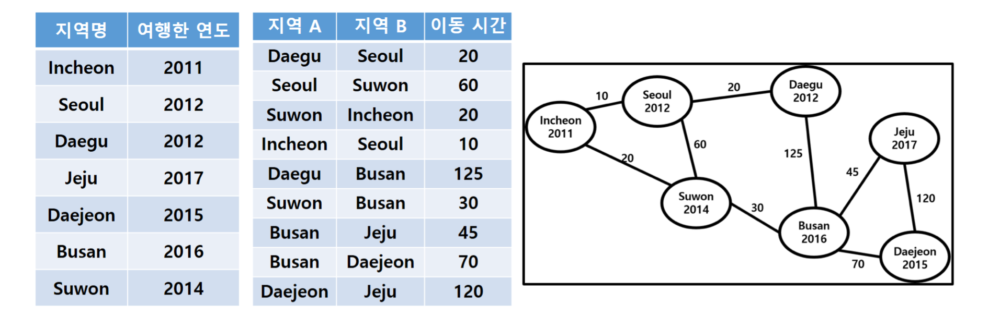 지역명 여행한 연도
Incheon 2011
Seoul 2012
Daegu 2012
Jeju 2017
Daejeon 2015
Busan 2016
Suwon 2014
지역 A 지역 B 이동 시간
Daegu Seoul 20
Seoul Suwon 60
Suwon Incheon 20
Incheon Seoul 10
Daegu Busan 125
Suwon Busan 30
Busan Jeju 45
Busan Daejeon 70
Daejeon Jeju 120
Incheon
2011
10
Seoul
2012
20
Daegu
2012
20
60
125
Jeju
2017
45
120
Suwon
2014
30
Busan
2016
70
Daejeon
2015